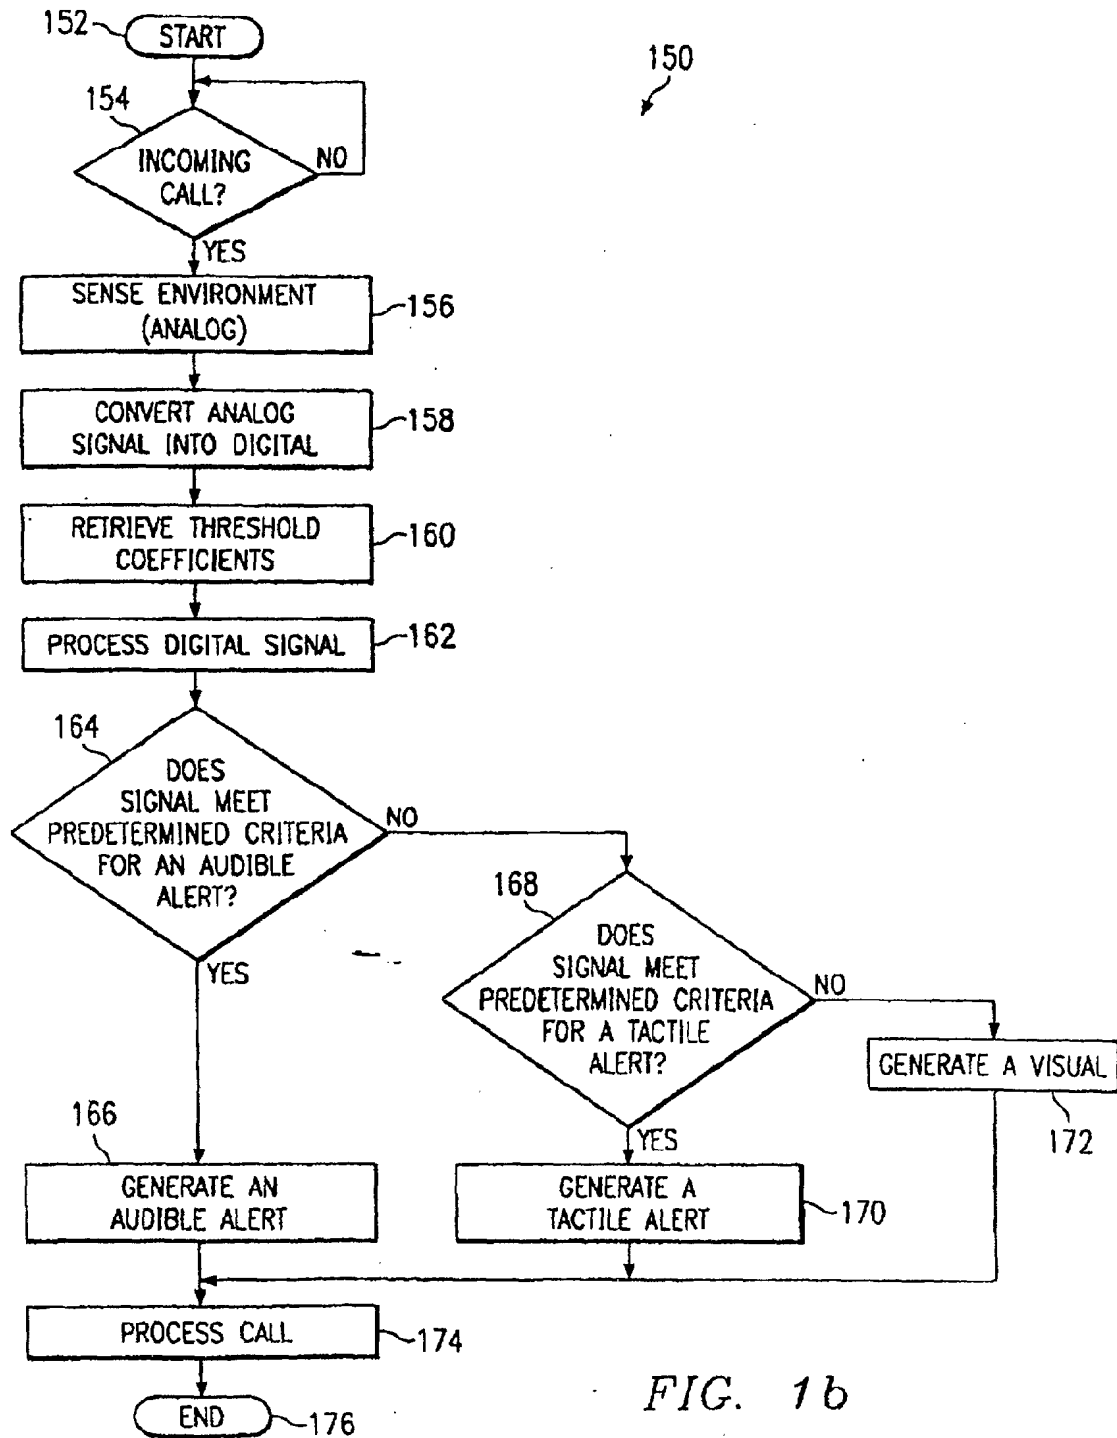 152
START
150
154
INCOMING
CALL?
NO
YES
SENSE ENVIRONMENT
(ANALOG)
156
CONVERT ANALOG
SIGNAL INTO DIGITAL
158
RETRIEVE THRESHOLD
COEFFICIENTS
160
PROCESS DIGITAL SIGNAL
162
164
DOES
SIGNAL MEET
PREDETERMINED CRITERIA
FOR AN AUDIBLE
ALERT?
NO
YES
168
DOES
SIGNAL MEET
PREDETERMINED CRITERIA
FOR A TACTILE
ALERT?
NO
YES
GENERATE A VISUAL
172
166
GENERATE AN
AUDIBLE ALERT
GENERATE A
TACTILE ALERT
170
PROCESS CALL
174
END
176
FIG. 1b